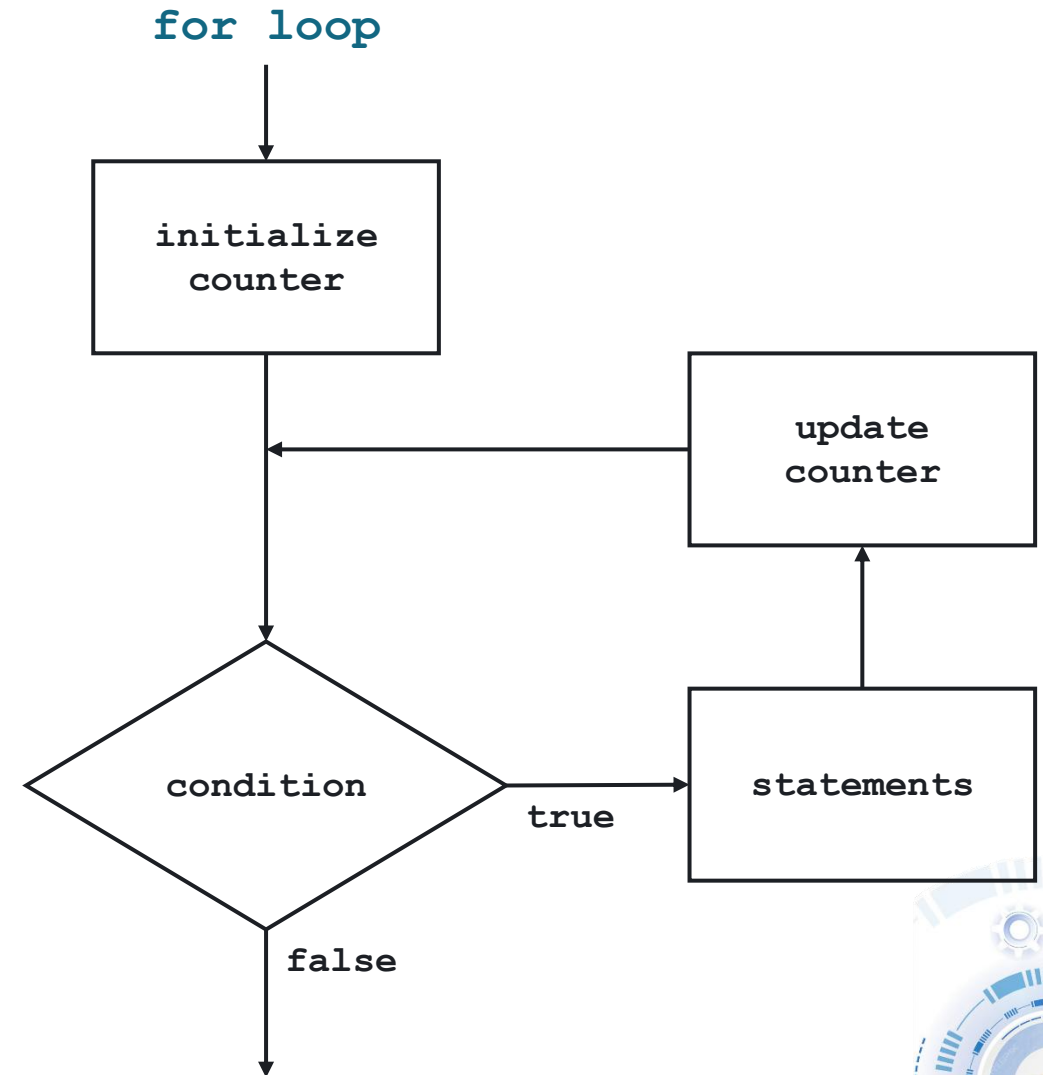 for loop
initialize
counter
update
counter
condition
true
statements
false